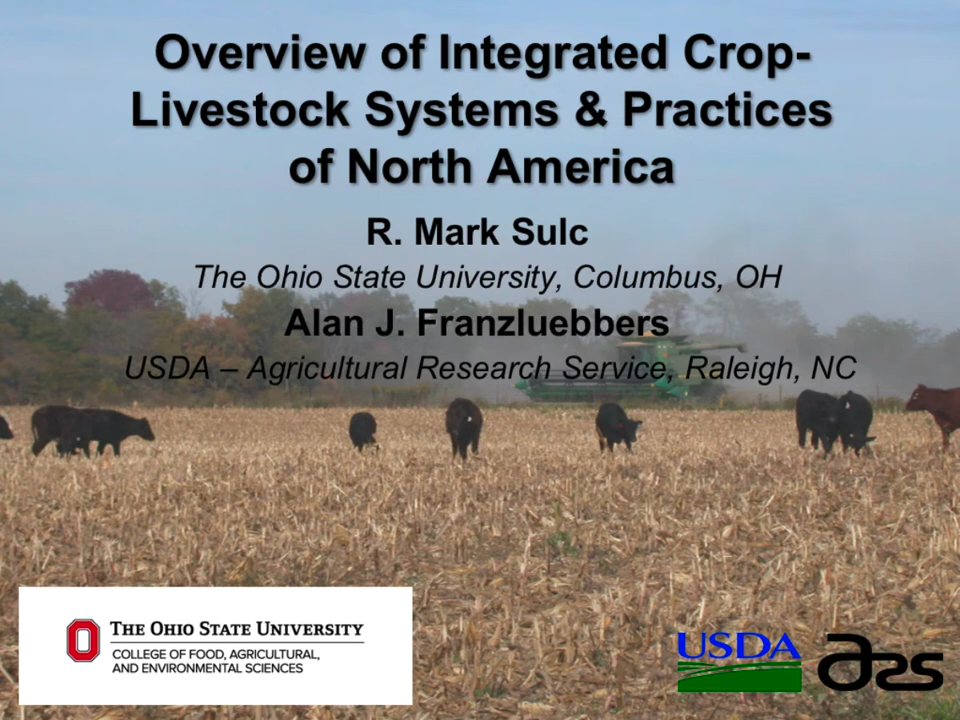 Overview of Integrated Crop-
Livestock Systems & Practices
of North America
R. Mark Sulc
The Ohio State University, Columbus, OH
Alan J. Franzluebbers
USDA – Agricultural Research Service, Raleigh, NC
THE OHIO STATE UNIVERSITY
COLLEGE OF FOOD, AGRICULTURAL,
AND ENVIRONMENTAL SCIENCES
USDA
ars